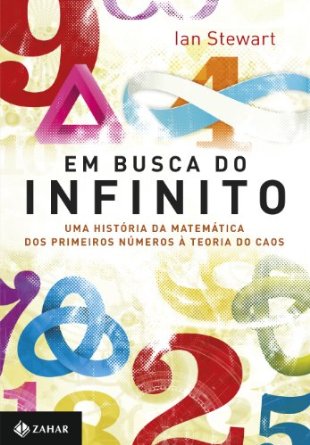 Ian Stewart
EM BUSCA DO
INFINITO
UMA HISTÓRIA DA MATEMÁTICA
DOS PRIMEIROS NÚMEROS À TEORIA DO CAOS
ZAHAR